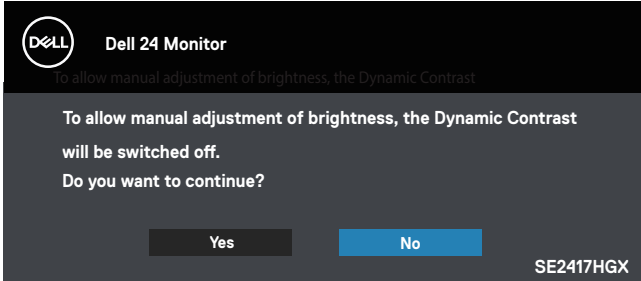 DELL
Dell 24 Monitor
To allow manual adjustment of brightness, the Dynamic Contrast
To allow manual adjustment of brightness, the Dynamic Contrast
will be switched off.
Do you want to continue?
Yes
No
SE2417HGX